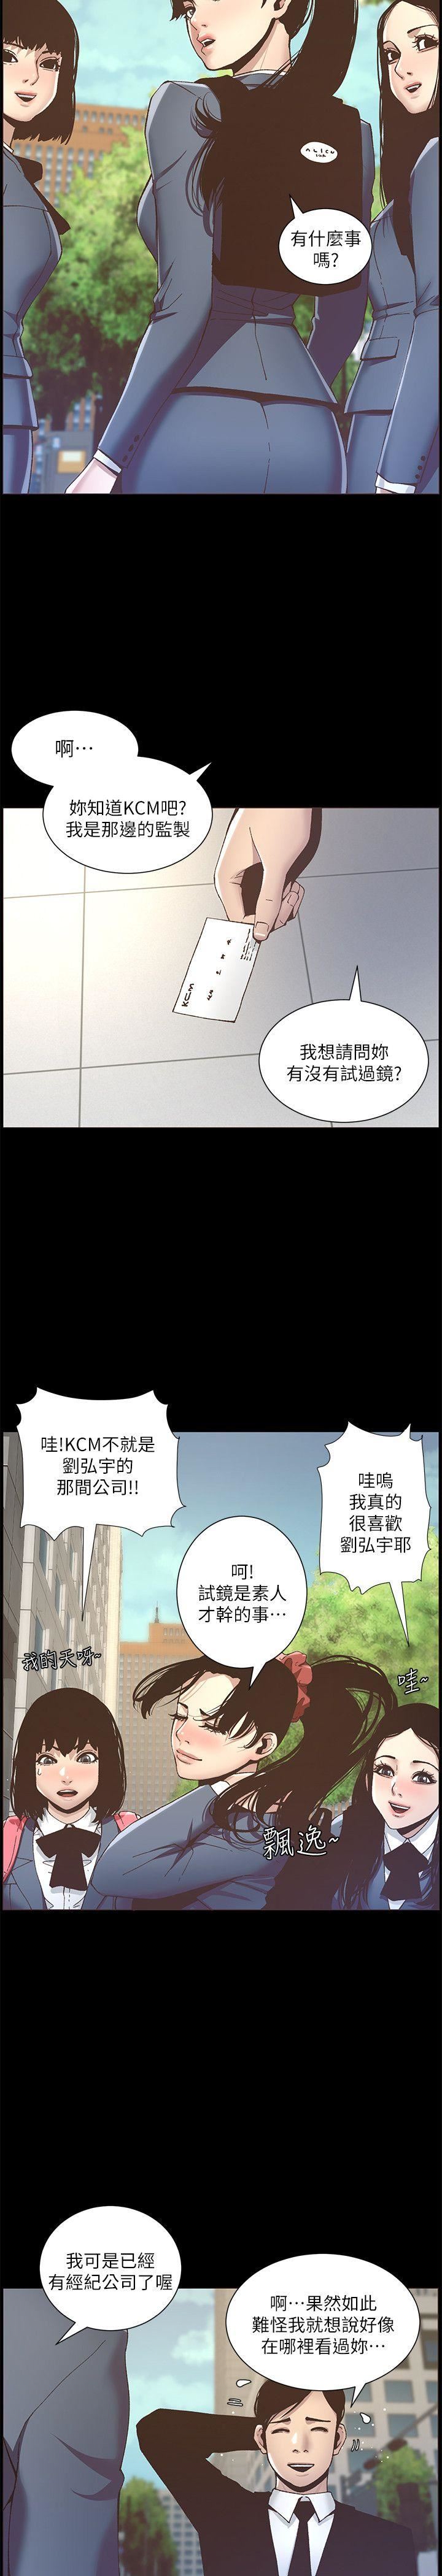 有什麼事
嗎?
啊…
妳知道KCM吧?
我是那邊的監製
KCM
我想請問妳
有沒有試過鏡?
哇!KCM不就是
劉弘宇的
那間公司!!
哇嗚
我真的
很喜歡
劉弘宇耶
呵!
試鏡是素人
才幹的事…
我的天呀~
哇~
飄逸~
我可是已經
有經紀公司了喔
啊…果然如此
難怪我就想說好像
在哪裡看過妳…